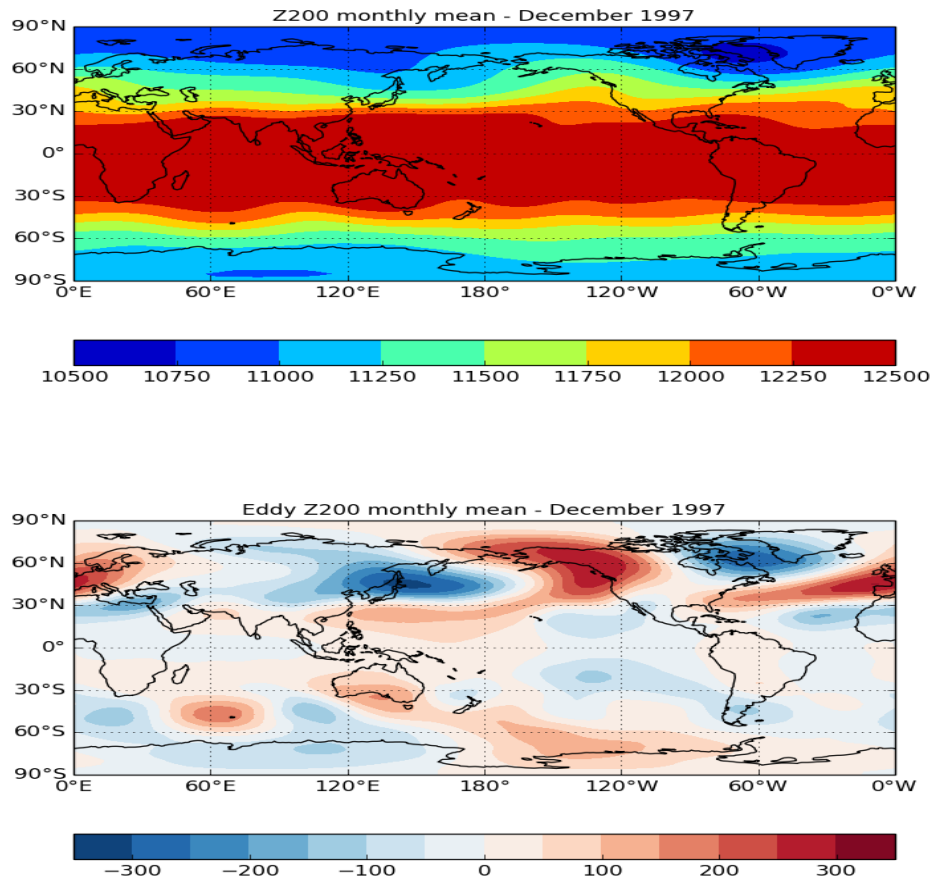 Z200 monthly mean - December 1997
90°N
60°N
30°N
0°
30°S
60°S
90°S
0°E 60°E 120°E 180° 120°W 60°W 0°W
10500 10750 11000 11250 11500 11750 12000 12250 12500
Eddy Z200 monthly mean - December 1997
90°N
60°N
30°N
0°
30°S
60°S
90°S
0°E 60°E 120°E 180° 120°W 60°W 0°W
−300 −200 −100 0 100 200 300